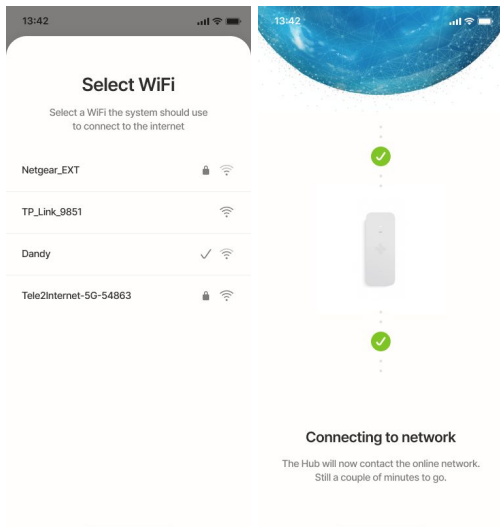 13:42
Select WiFi
Select a WiFi the system should use
to connect to the internet
Netgear_EXT
TP_Link_9851
Dandy
Tele2Internet-5G-54863
13:42
Connecting to network
The Hub will now contact the online network.
Still a couple of minutes to go.